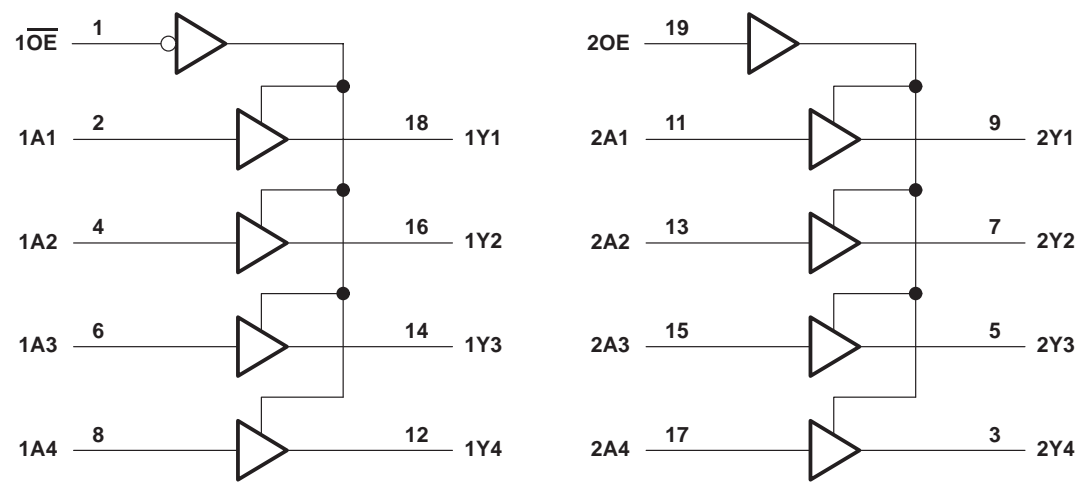 1O̅E̅ 1
1A1 2 18 1Y1
1A2 4 16 1Y2
1A3 6 14 1Y3
1A4 8 12 1Y4
2OE 19
2A1 11 9 2Y1
2A2 13 7 2Y2
2A3 15 5 2Y3
2A4 17 3 2Y4